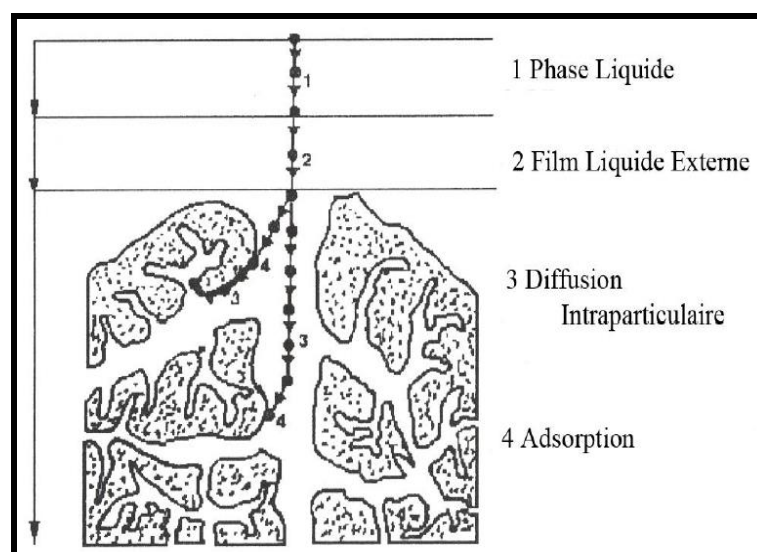 1 Phase Liquide
1
2 Film Liquide Externe
2
4
3
3 Diffusion
Intraparticulaire
3
4
4 Adsorption